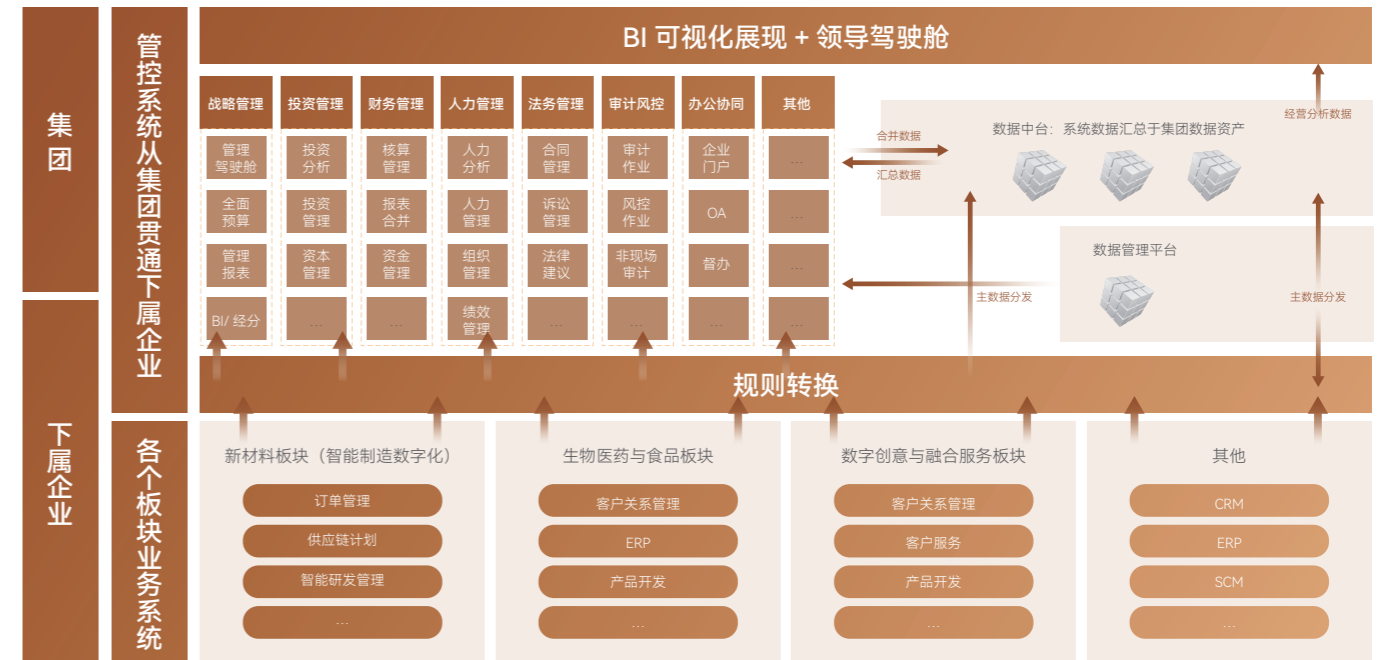 集
团
下属企业
管控系统从集团贯通下属企业
各个板块业务系统
BI 可视化展现 + 领导驾驶舱
战略管理
管理
驾驶舱
全面
预算
管理
报表
BI/ 经分
投资管理
投资
分析
投资
管理
资本
管理
...
财务管理
核算
管理
报表
合并
资金
管理
...
人力管理
人力
分析
人力
管理
组织
管理
绩效
管理
法务管理
合同
管理
诉讼
管理
法律
建议
...
审计风控
审计
作业
风控
作业
非现场
审计
...
办公协同
企业
门户
OA
督办
...
其他
...
...
...
...
合并数据
汇总数据
数据中台：系统数据汇总于集团数据资产
经营分析数据
数据管理平台
主数据分发
主数据分发
规则转换
新材料板块（智能制造数字化）
订单管理
供应链计划
智能研发管理
...
生物医药与食品板块
客户关系管理
ERP
产品开发
...
数字创意与融合服务板块
客户关系管理
客户服务
产品开发
...
其他
CRM
ERP
SCM
...